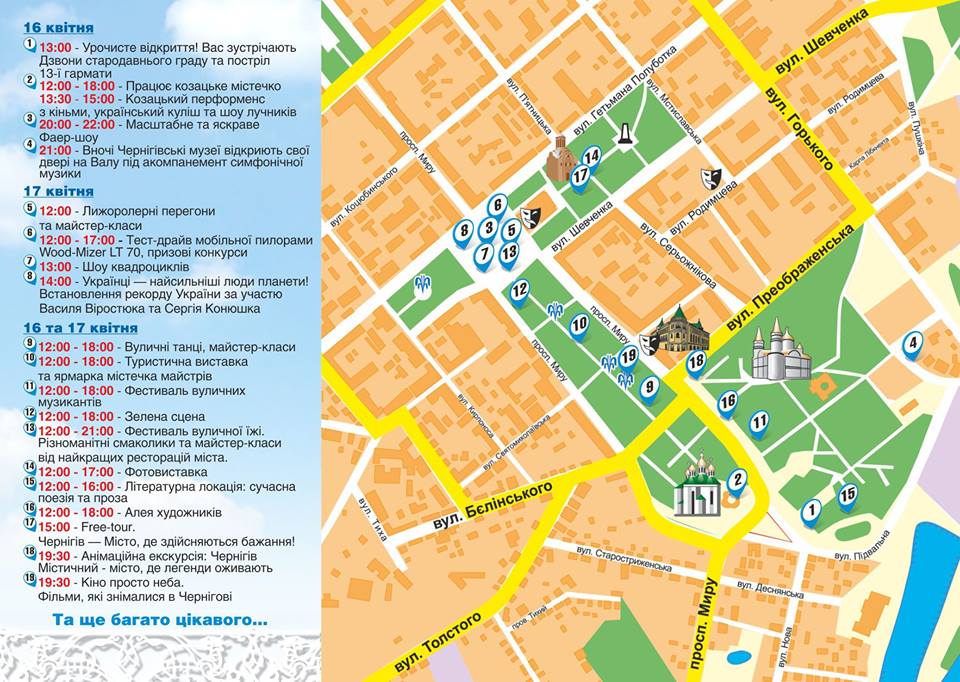 16 квітня
1 13:00 - Урочисте відкриття! Вас зустрічають
Дзвони стародавнього граду та постріл
13-ї гармати
2 12:00 - 18:00 - Працює козацьке містечко
13:30 - 15:00 - Козацький перформенс
з кіньми, український куліш та шоу лучників
3 20:00 - 22:00 - Масштабне та яскраве
Фаер-шоу
4 21:00 - Вночі Чернігівські музеї відкриють свої
двері на Валу під акомпанемент симфонічної
музики
17 квітня
5 12:00 - Лижоролерні перегони
та майстер-класи
6 12:00 - 17:00 - Тест-драйв мобільної пилорами
Wood-Mizer LT 70, призові конкурси
7 13:00 - Шоу квадроциклів
8 14:00 - Українці — найсильніші люди планети!
Встановлення рекорду України за участю
Василя Віростюка та Сергія Конюшка
16 та 17 квітня
9 12:00 - 18:00 - Вуличні танці, майстер-класи
10 12:00 - 18:00 - Туристична виставка
та ярмарка містечка майстрів
11 12:00 - 18:00 - Фестиваль вуличних
музикантів
12 12:00 - 18:00 - Зелена сцена
13 12:00 - 21:00 - Фестиваль вуличної їжі.
Різноманітні смаколики та майстер-класи
від найкращих ресторацій міста.
14 12:00 - 17:00 - Фотовиставка
15 12:00 - 16:00 - Літературна локація: сучасна
поезія та проза
16 12:00 - 18:00 - Алея художників
17 15:00 - Free-tour.
Чернігів — Місто, де здійсняються бажання!
18 19:30 - Анімаційна екскурсія: Чернігів
Містичний - місто, де легенди оживають
19 19:30 - Кіно просто неба.
Фільми, які знімалися в Чернігові
Та ще багато цікавого...
вул. Шевченка
вул. Гетьмана Полуботка
вул. П'ятницька
вул. Мстиславська
вул. Горького
вул. Родимцева
вул. Пушкіна
Карпа Лібкнехта
просп. Миру
вул. Коцюбинського
14
17
вул. Родимцева
6
8
3
5
7
13
вул. Шевченка
вул. Серьожнікова
вул. Преображенська
12
10
просп. Миру
просп. Миру
19
18
9
4
16
11
вул. Кирпоноса
вул. Святомиколаївська
2
1
15
вул. Тиха
вул. Бєлінського
вул. Підвальна
вул. Старостриженська
вул. Деснянська
пров. Тихий
вул. Толстого
просп. Миру
вул. Нова